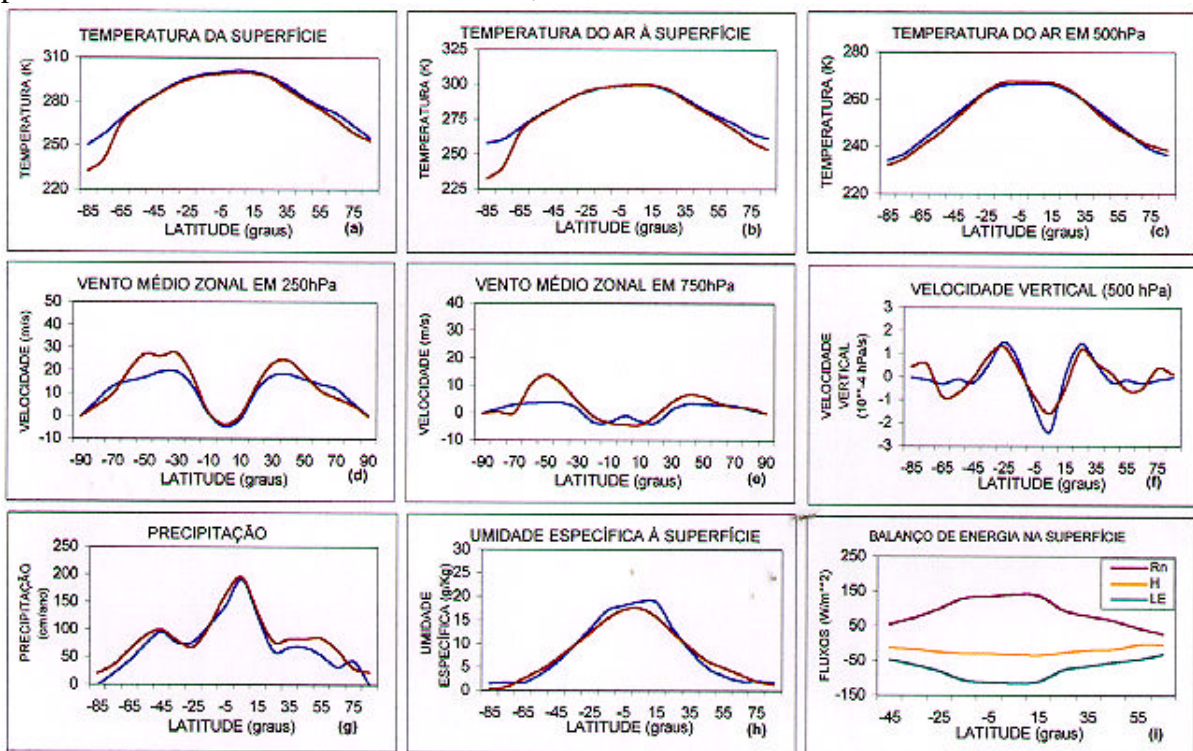 TEMPERATURA DA SUPERFÍCIE
TEMPERATURA (K)
310
280
250
220
-85 -65 -45 -25 -5 15 35 55 75
LATITUDE (graus)
(a)
TEMPERATURA DO AR À SUPERFÍCIE
TEMPERATURA (K)
325
300
275
250
225
-85 -65 -45 -25 -5 15 35 55 75
LATITUDE (graus)
(b)
TEMPERATURA DO AR EM 500hPa
TEMPERATURA (K)
280
260
240
220
-85 -65 -45 -25 -5 15 35 55 75
LATITUDE (graus)
(c)
VENTO MÉDIO ZONAL EM 250hPa
VELOCIDADE (m/s)
50
40
30
20
10
0
-10
-90 -70 -50 -30 -10 10 30 50 70 90
LATITUDE (graus)
(d)
VENTO MÉDIO ZONAL EM 750hPa
VELOCIDADE (m/s)
40
30
20
10
0
-10
-90 -70 -50 -30 -10 10 30 50 70 90
LATITUDE (graus)
(e)
VELOCIDADE VERTICAL (500 hPa)
VELOCIDADE
VERTICAL
(10**-4 hPa/s)
3
2
1
0
-1
-2
-3
-85 -65 -45 -25 -5 15 35 55 75
LATITUDE (graus)
(f)
PRECIPITAÇÃO
PRECIPITAÇÃO
(cm/ano)
250
200
150
100
50
0
-85 -65 -45 -25 -5 15 35 55 75
LATITUDE (graus)
(g)
UMIDADE ESPECÍFICA À SUPERFÍCIE
UMIDADE
ESPECÍFICA (g/Kg)
30
25
20
15
10
5
0
-85 -65 -45 -25 -5 15 35 55 75
LATITUDE (graus)
(h)
BALANÇO DE ENERGIA NA SUPERFÍCIE
FLUXOS (W/m**2)
250
150
50
-50
-150
Rn
H
LE
-45 -25 -5 15 35 55
LATITUDE (graus)
(i)